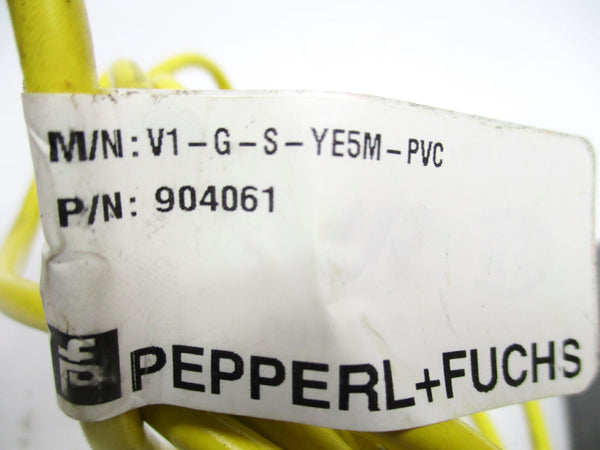 M/N: V1-G-S-YE5M-PVC
P/N: 904061
PEPPERL+FUCHS